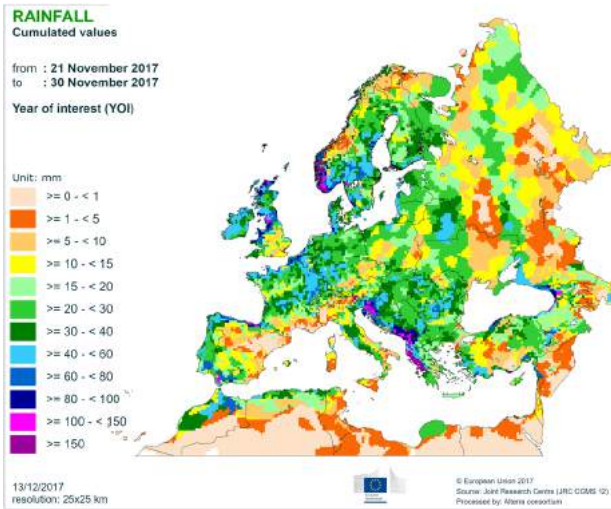 RAINFALL
Cumulated values
from : 21 November 2017
to : 30 November 2017
Year of interest (YOI)
Unit: mm
>= 0 - < 1
>= 1 - < 5
>= 5 - < 10
>= 10 - < 15
>= 15 - < 20
>= 20 - < 30
>= 30 - < 40
>= 40 - < 60
>= 60 - < 80
>= 80 - < 100
>= 100 - < 150
>= 150
13/12/2017
resolution: 25x25 km
© European Union 2017
Source: Joint Research Centre (JRC CGMS 12)
Processed by: Alterra consortium